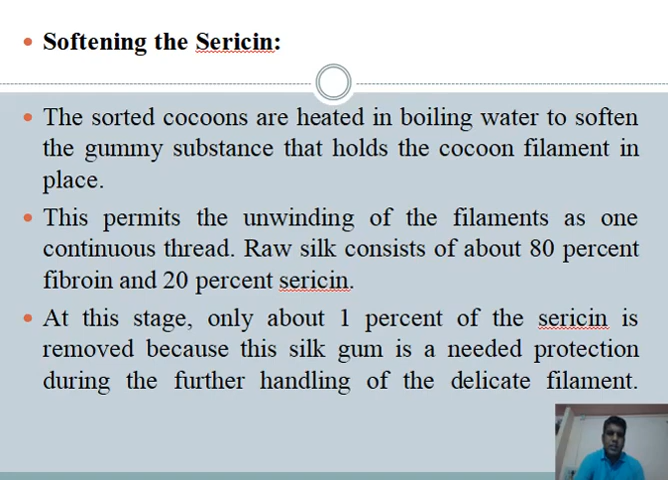 Softening the Sericin:
The sorted cocoons are heated in boiling water to soften
the gummy substance that holds the cocoon filament in
place.
This permits the unwinding of the filaments as one
continuous thread. Raw silk consists of about 80 percent
fibroin and 20 percent sericin.
At this stage, only about 1 percent of the sericin is
removed because this silk gum is a needed protection
during the further handling of the delicate filament.